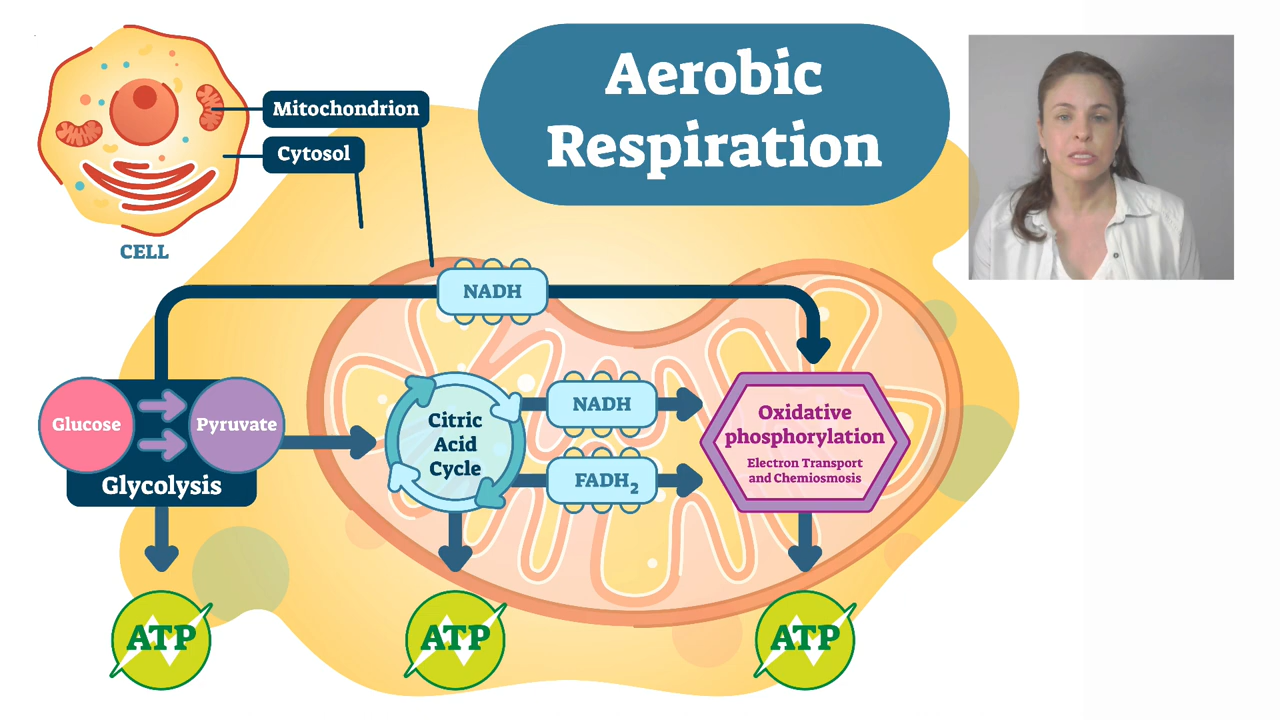 Aerobic
Respiration
Mitochondrion
Cytosol
CELL
NADH
Glucose
Pyruvate
Glycolysis
Citric
Acid
Cycle
NADH
FADH2
Oxidative
phosphorylation
Electron Transport
and Chemiosmosis
ATP
ATP
ATP